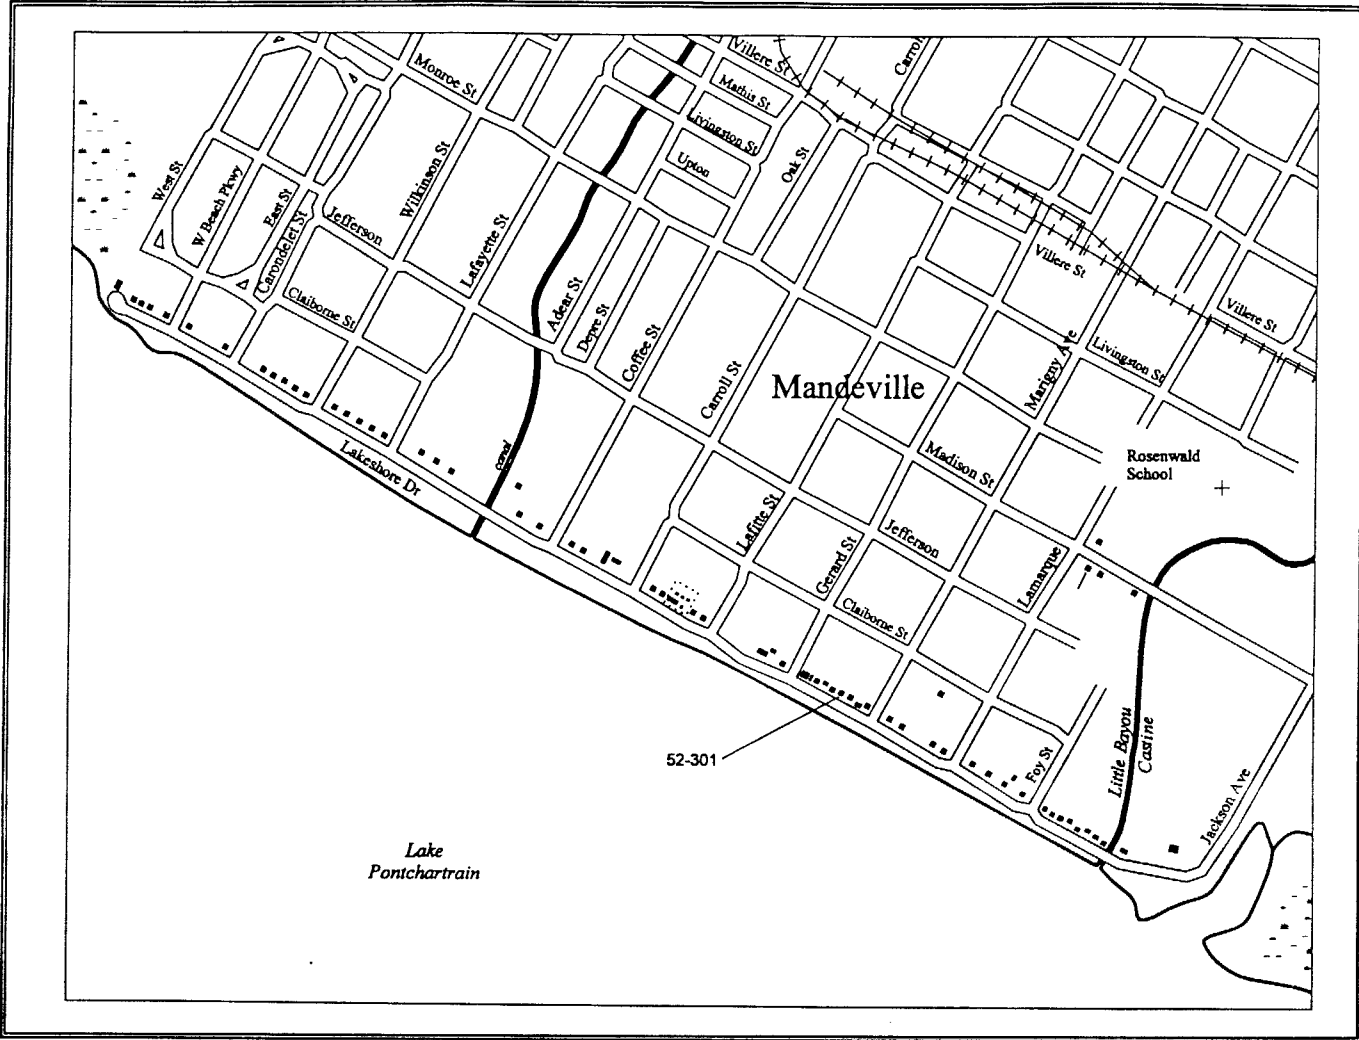 Villere St
Carroll
Monroe St
Mathis St
Livingston St
Upton
Oak St
West St
W Beach Pkwy
East St
Carondelet St
Wilkinson St
Jefferson
Lafayette St
Claiborne St
Adear St
Depre St
Coffee St
Carroll St
Mandeville
Villere St
Villere St
Marigny Ave
Livingston St
Madison St
Rosenwald
School
Lakeshore Dr
canal
Lafitte St
Gerard St
Jefferson
Lamarque
Claiborne St
52-301
Foy St
Little Bayou
Castine
Jackson Ave
Lake
Pontchartrain